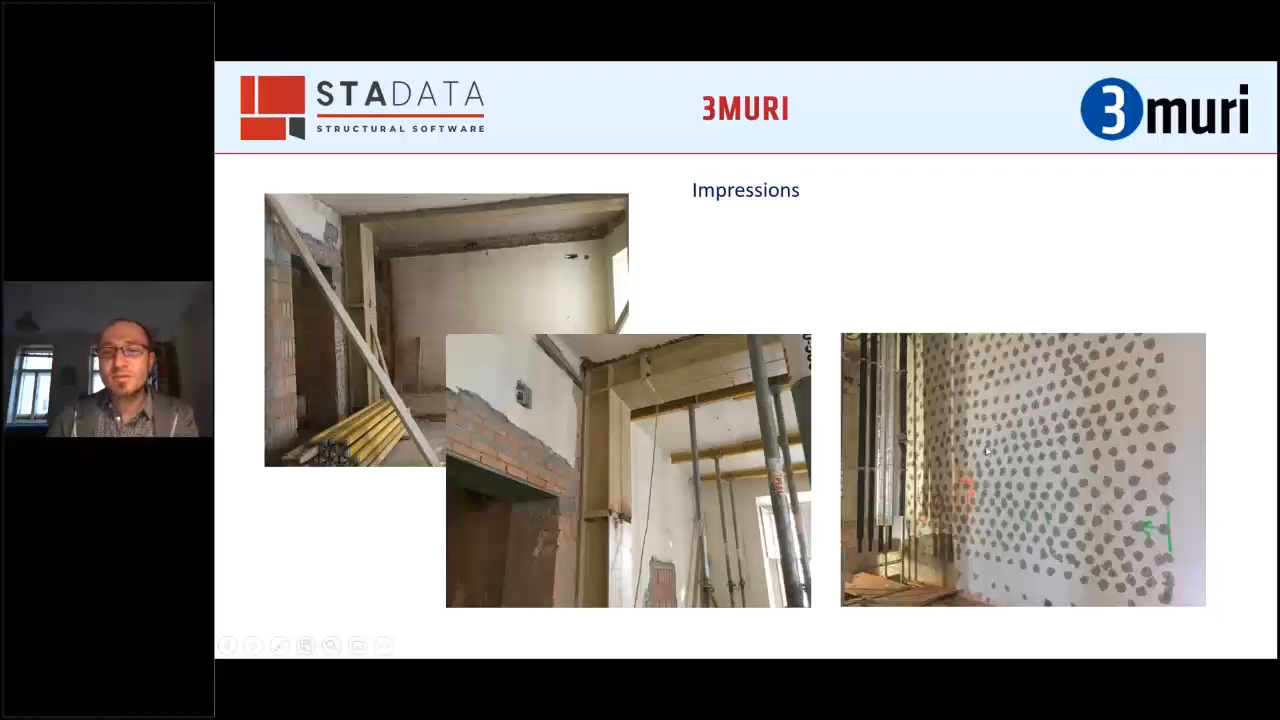 STADATA
STRUCTURAL SOFTWARE
3MURI
3muri
Impressions